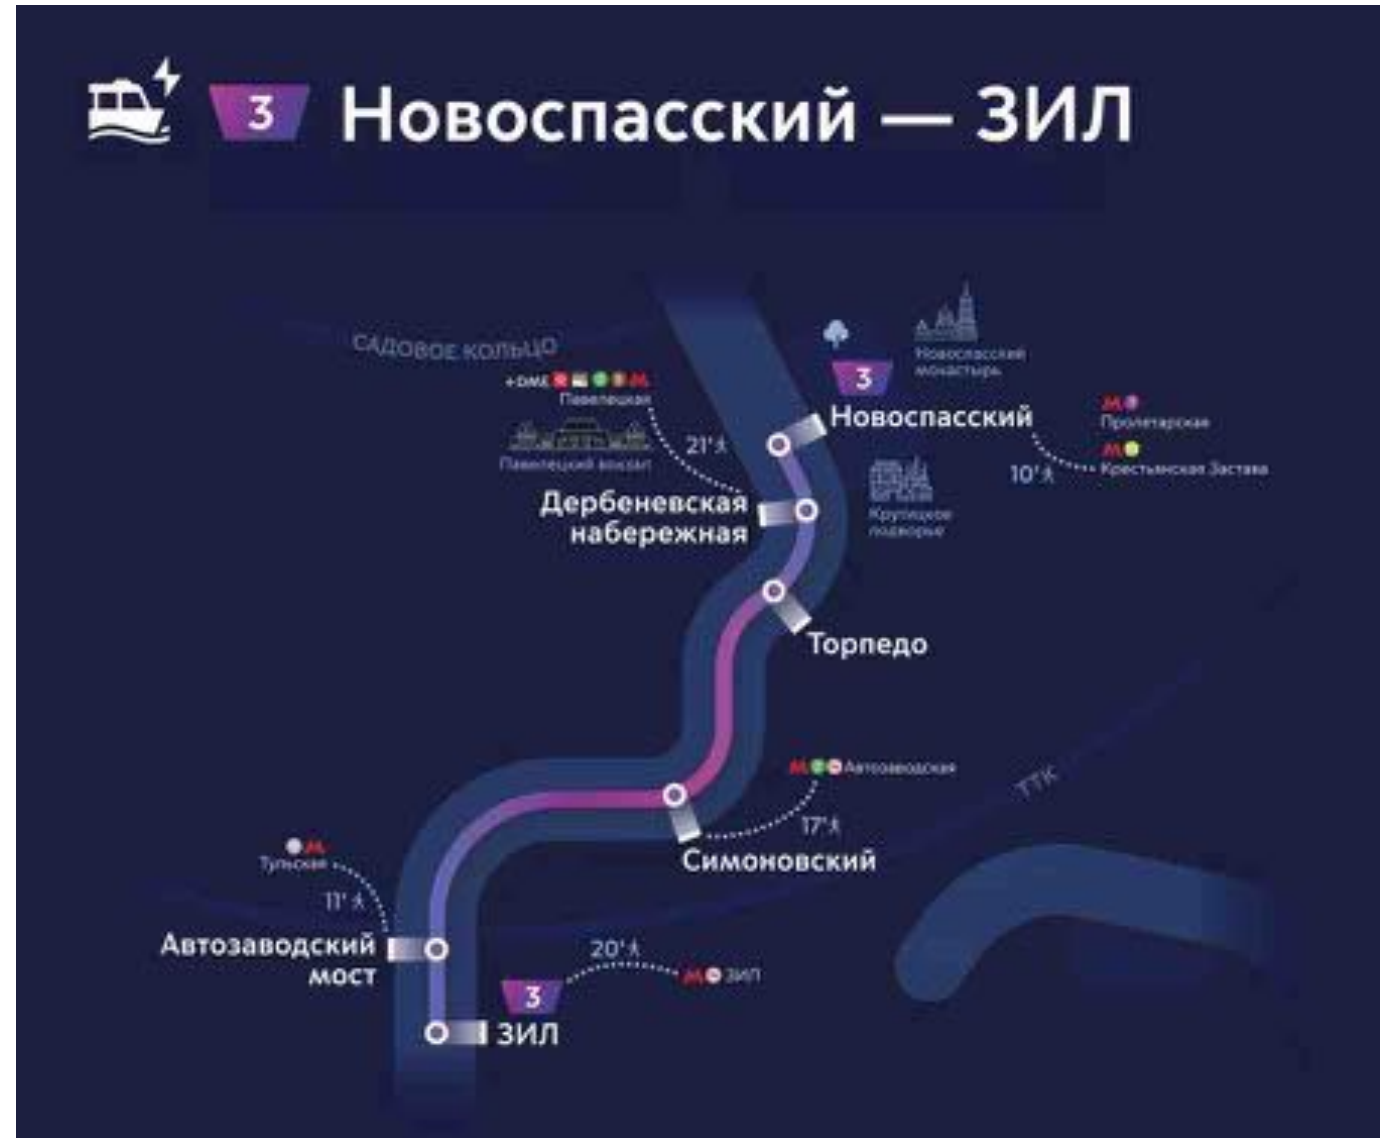 3 Новоспасский — ЗИЛ
САДОВОЕ КОЛЬЦО
+DME
Павелецкая
Павелецкий вокзал
21'
Новоспасский
монастырь
3
Новоспасский
Пролетарская
Крестьянская Застава
10'
Дербеневская
набережная
Крутицкое
подворье
Торпедо
Автозаводская
17'
ТТК
Симоновский
Тульская
11'
Автозаводский
мост
20'
ЗИЛ
3
ЗИЛ